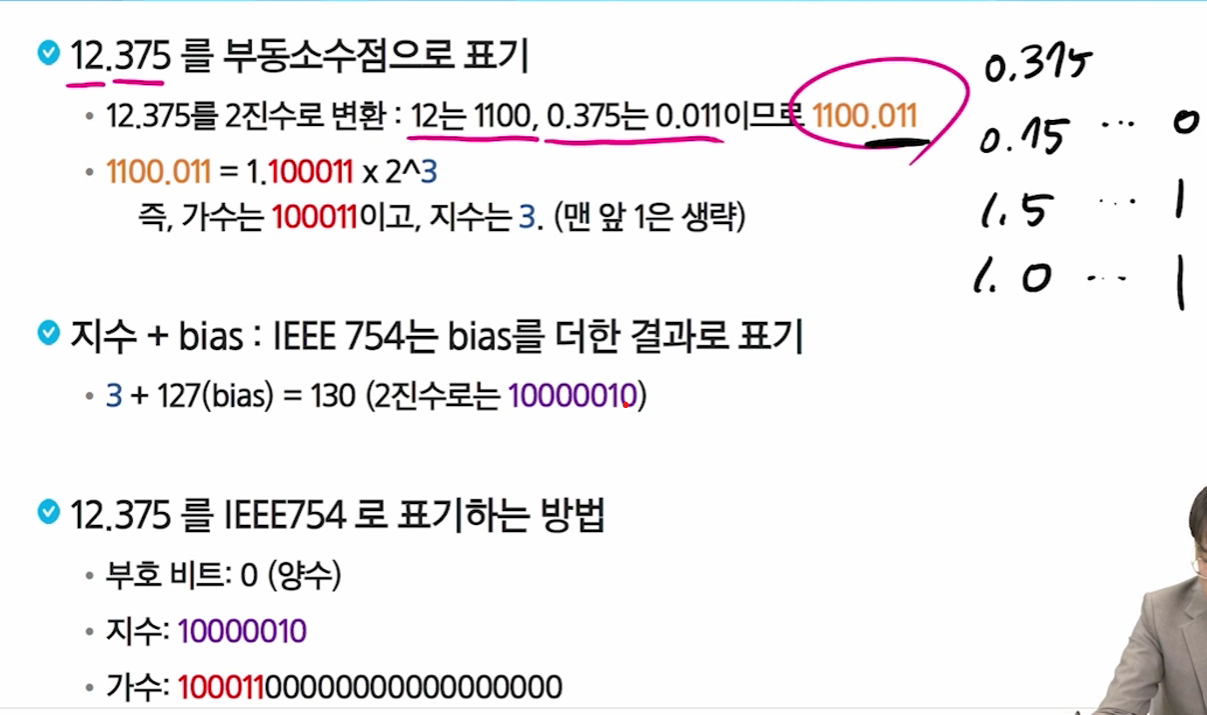 12.375 를 부동소수점으로 표기
12.375를 2진수로 변환 : 12는 1100, 0.375는 0.011이므로 1100.011
1100.011 = 1.100011 x 2^3
즉, 가수는 100011이고, 지수는 3. (맨 앞 1은 생략)
0.375
0.75 ... 0
1.5 ... 1
1.0 ... 1
지수 + bias : IEEE 754는 bias를 더한 결과로 표기
3 + 127(bias) = 130 (2진수로는 10000010)
12.375 를 IEEE754 로 표기하는 방법
부호 비트: 0 (양수)
지수: 10000010
가수: 10001100000000000000000